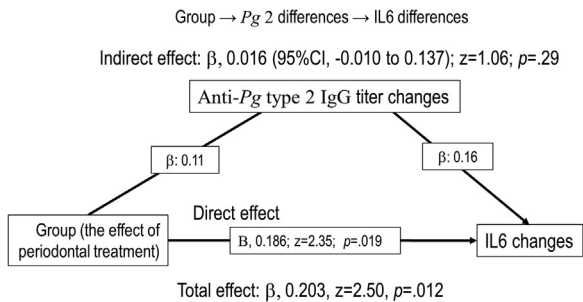 Group → Pg 2 differences → IL6 differences
Indirect effect: β, 0.016 (95%CI, -0.010 to 0.137); z=1.06; p=.29
Anti-Pg type 2 IgG titer changes
β: 0.11
β: 0.16
Direct effect
Group (the effect of
periodontal treatment)
B, 0.186; z=2.35; p=.019
IL6 changes
Total effect: β, 0.203, z=2.50, p=.012